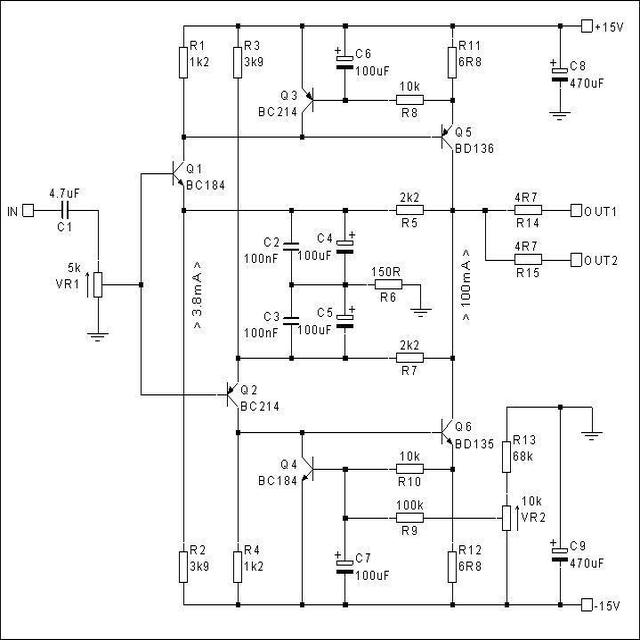 +15V
R1
1k2
R3
3k9
C6
100uF
R11
6R8
C8
470uF
Q3
BC214
10k
R8
Q5
BD136
Q1
BC184
4.7uF
IN
C1
2k2
R5
4R7
OUT1
R14
C2
100nF
C4
100uF
4R7
OUT2
R15
5k
VR1
> 3.8mA >
150R
R6
> 100mA >
C3
100nF
C5
100uF
2k2
R7
Q2
BC214
Q6
BD135
R13
68k
Q4
BC184
10k
R10
100k
R9
10k
VR2
R2
3k9
R4
1k2
C7
100uF
R12
6R8
C9
470uF
-15V